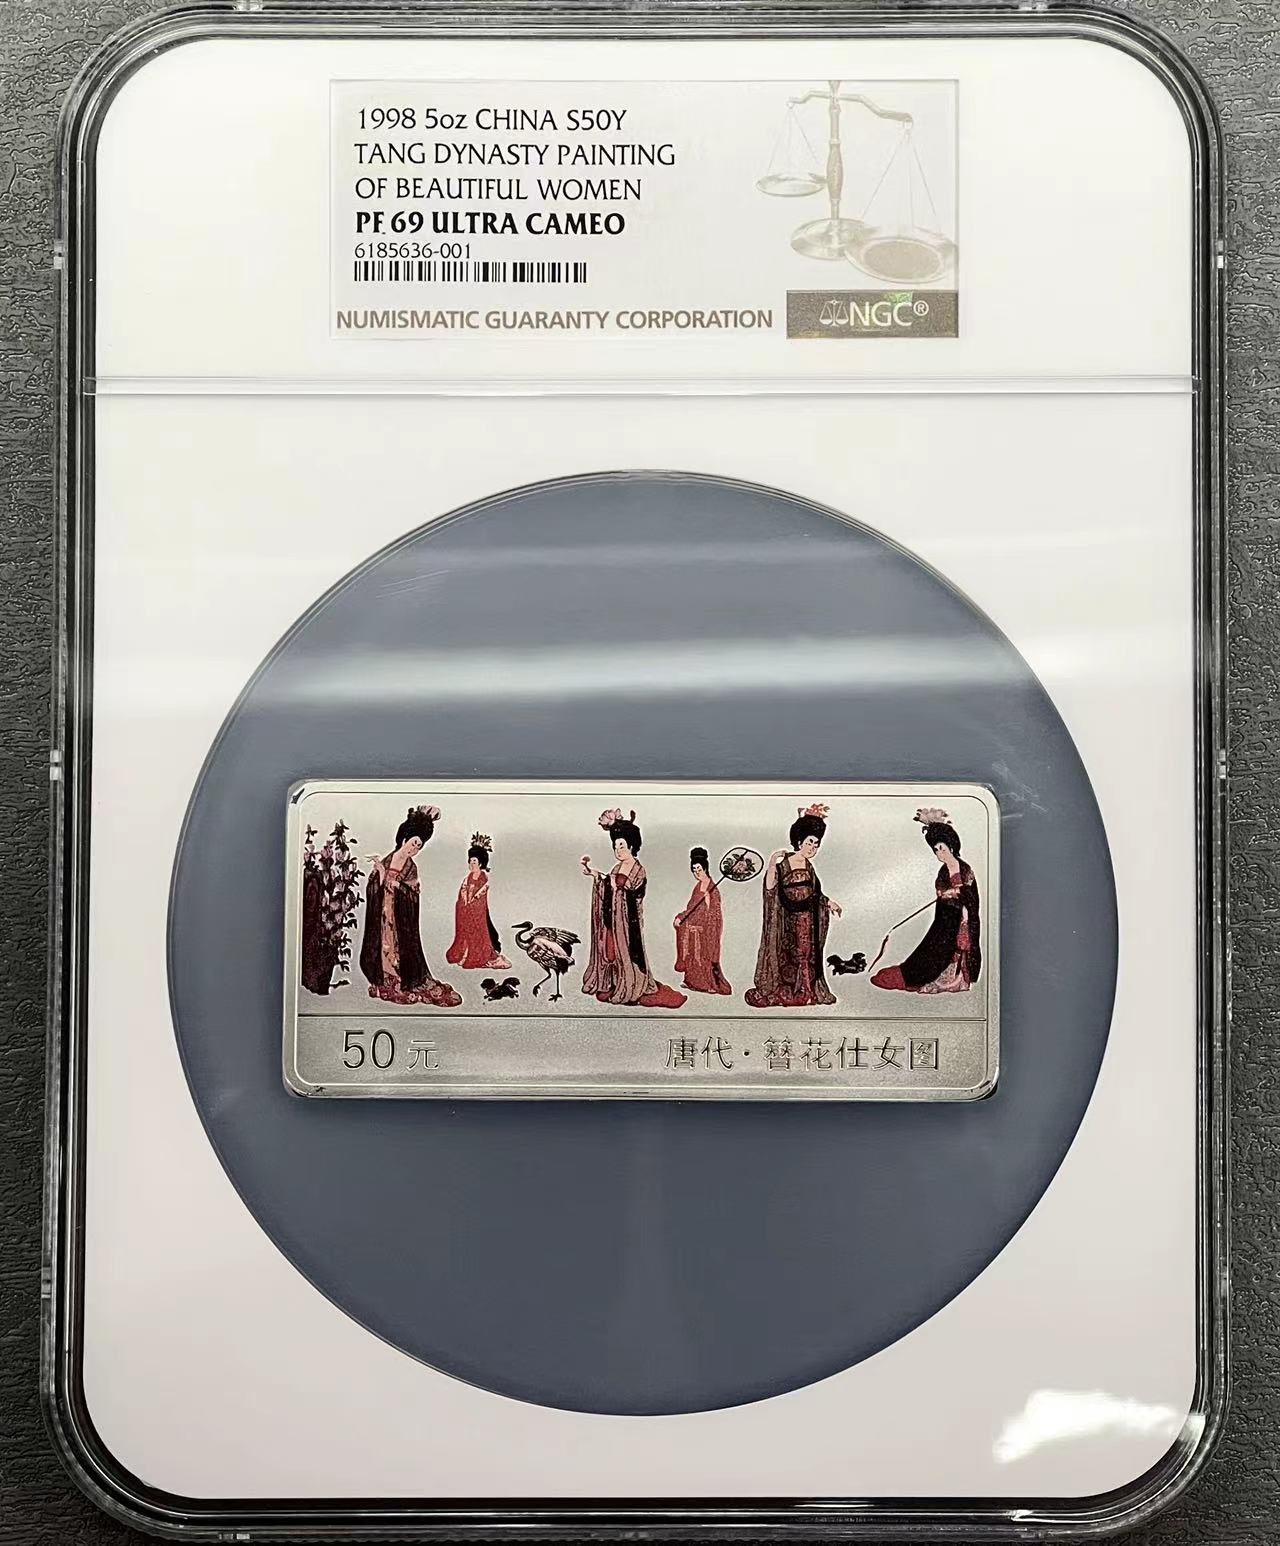 1998 5oz CHINA S50Y
TANG DYNASTY PAINTING
OF BEAUTIFUL WOMEN
PF 69 ULTRA CAMEO
6185636-001
NUMISMATIC GUARANTY CORPORATION
NGC®
50元
唐代·簪花仕女图